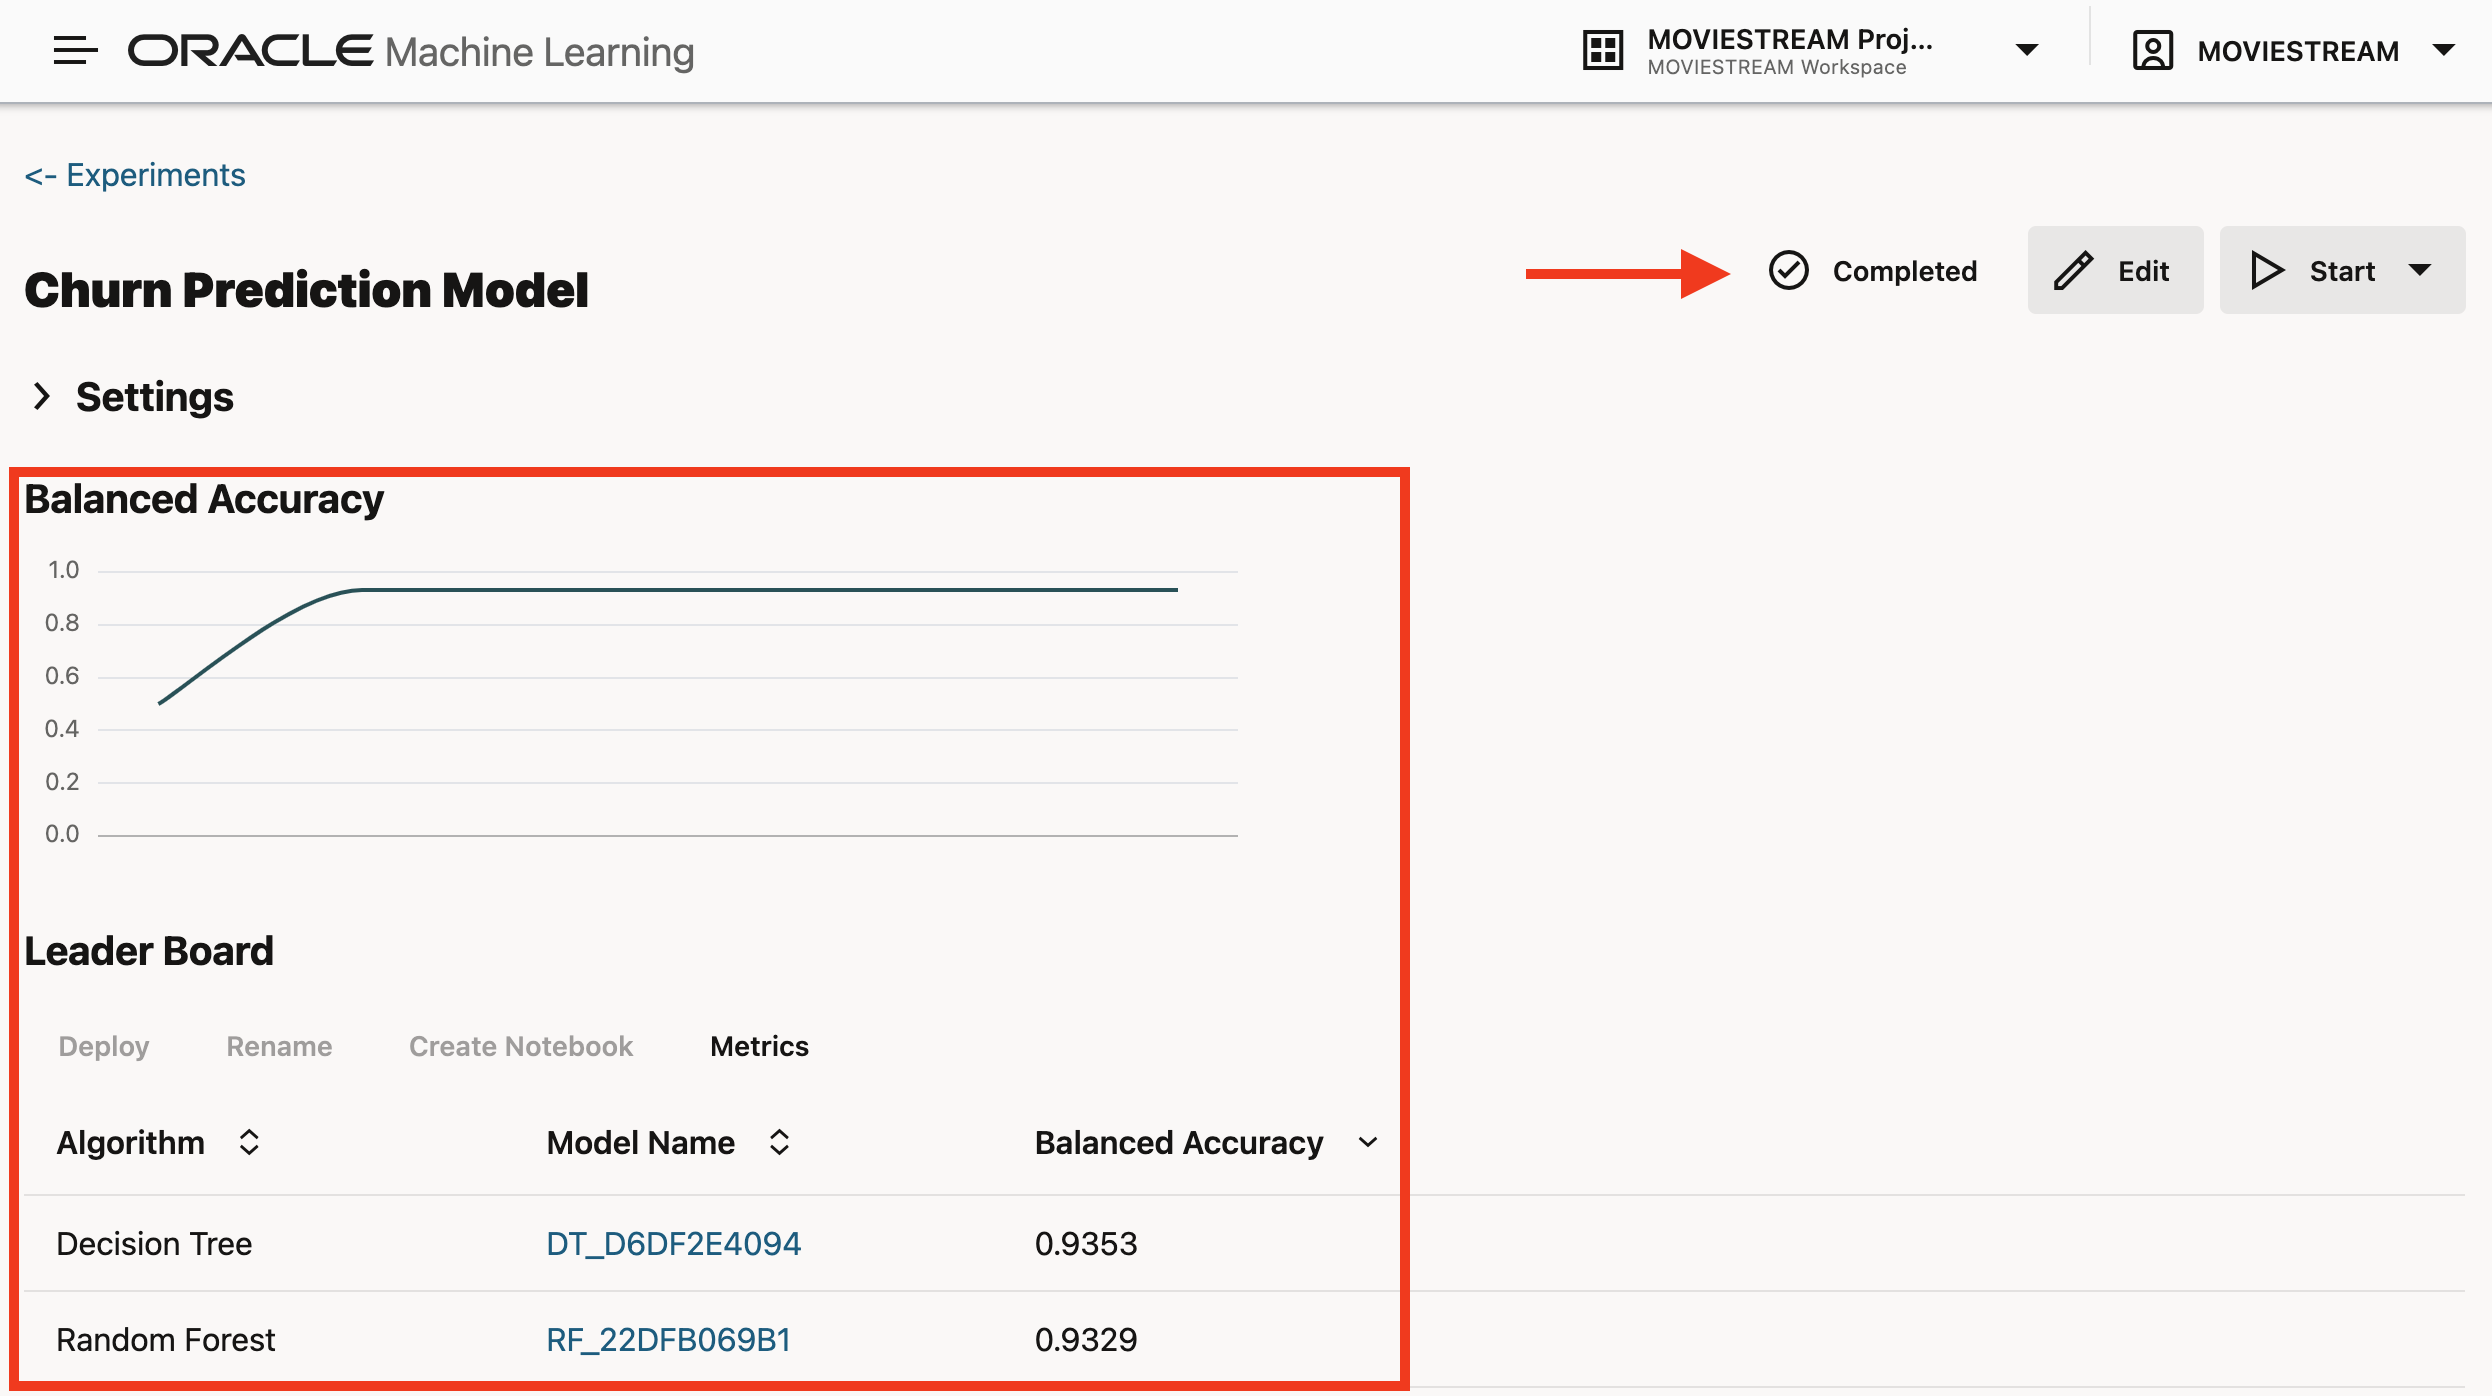 ORACLE Machine Learning
MOVIESTREAM Proj...
MOVIESTREAM Workspace
MOVIESTREAM
<- Experiments
Churn Prediction Model
Completed
Edit
Start
Settings
Balanced Accuracy
1.0
0.8
0.6
0.4
0.2
0.0
Leader Board
Deploy Rename Create Notebook Metrics
Algorithm Model Name Balanced Accuracy
Decision Tree DT_D6DF2E4094 0.9353
Random Forest RF_22DFB069B1 0.9329